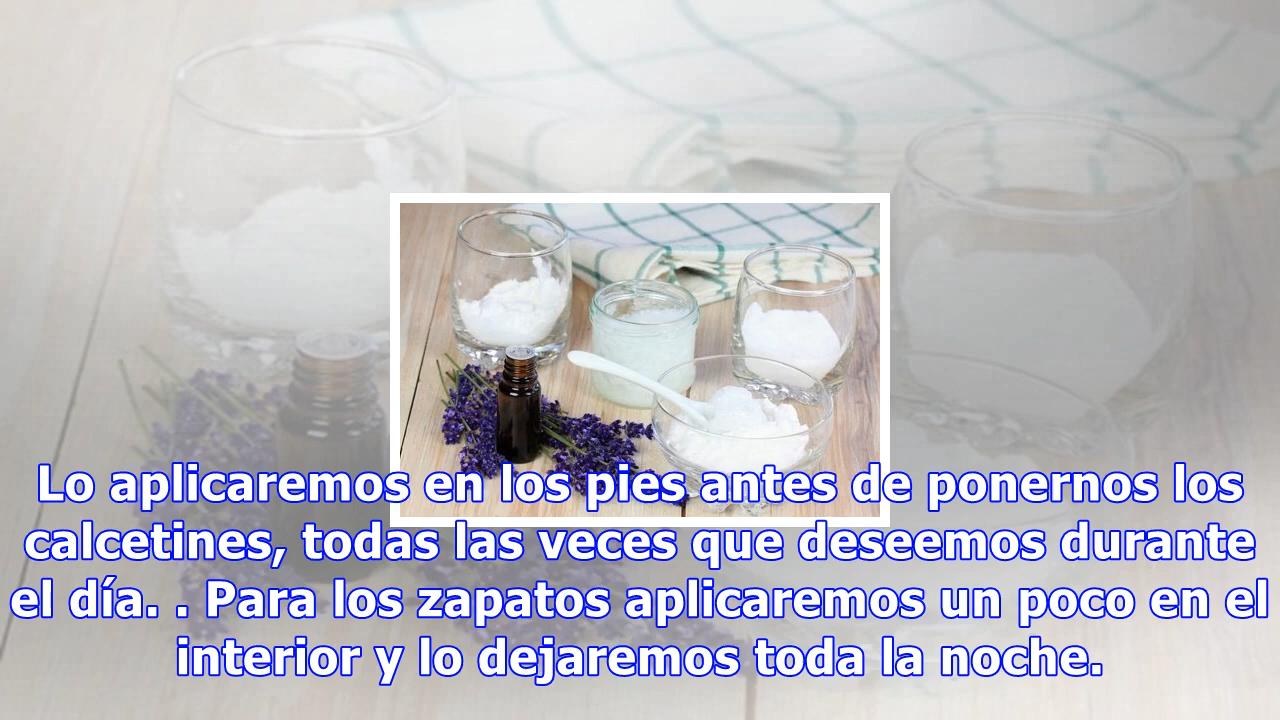 Lo aplicaremos en los pies antes de ponernos los
calcetines, todas las veces que deseemos durante
el día. . Para los zapatos aplicaremos un poco en el
interior y lo dejaremos toda la noche.